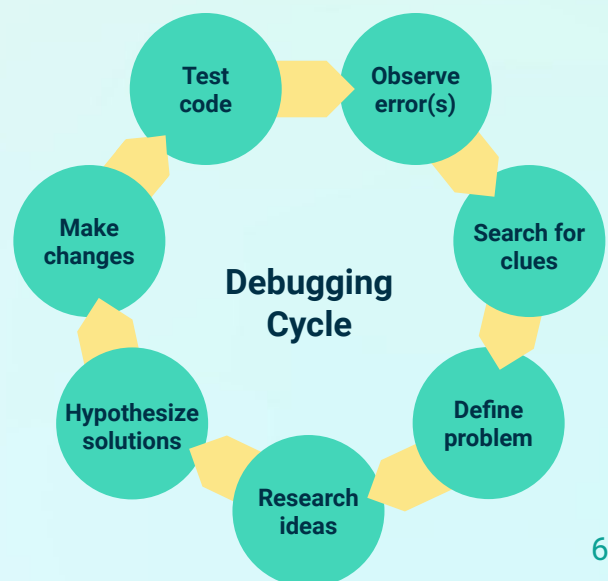 Debugging
Cycle
Test
code
Observe
error(s)
Search for
clues
Define
problem
Research
ideas
Hypothesize
solutions
Make
changes
6